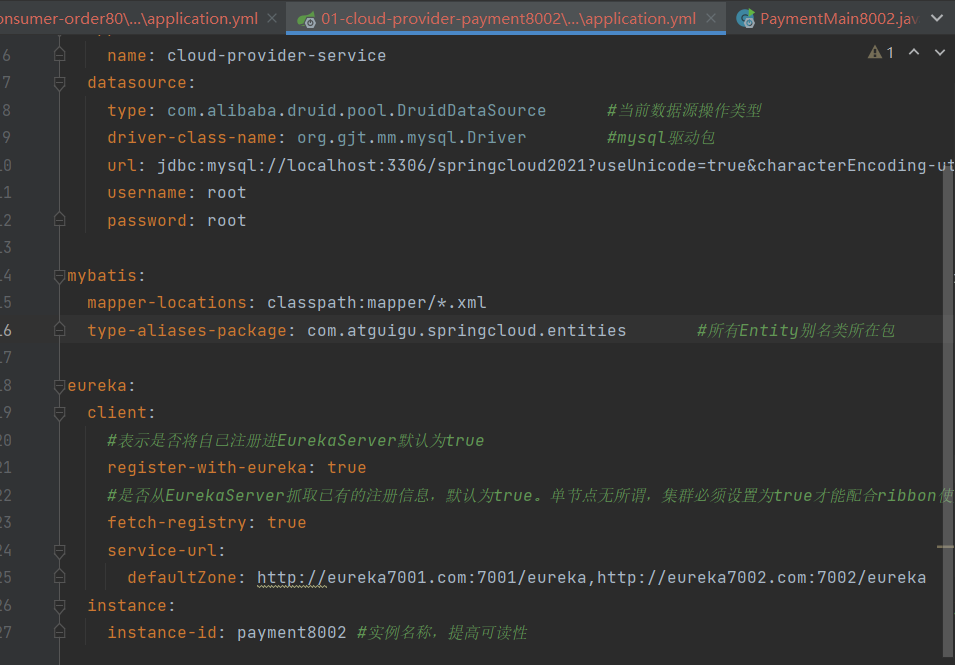 onsumer-order80\...\application.yml × 01-cloud-provider-payment8002\...\application.yml × PaymentMain8002.jav
6 name: cloud-provider-service 1
7 datasource:
8 type: com.alibaba.druid.pool.DruidDataSource #当前数据源操作类型
9 driver-class-name: org.gjt.mm.mysql.Driver #mysql驱动包
10 url: jdbc:mysql://localhost:3306/springcloud2021?useUnicode=true&characterEncoding-ut
11 username: root
12 password: root
13
14 mybatis:
15 mapper-locations: classpath:mapper/*.xml
16 type-aliases-package: com.atguigu.springcloud.entities #所有Entity别名类所在包
17
18 eureka:
19 client:
20 #表示是否将自己注册进EurekaServer默认为true
21 register-with-eureka: true
22 #是否从EurekaServer抓取已有的注册信息，默认为true。单节点无所谓，集群必须设置为true才能配合ribbon使
23 fetch-registry: true
24 service-url:
25 defaultZone: http://eureka7001.com:7001/eureka,http://eureka7002.com:7002/eureka
26 instance:
27 instance-id: payment8002 #实例名称，提高可读性